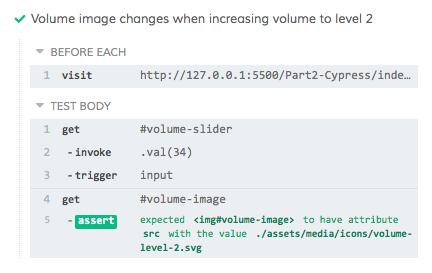 Volume image changes when increasing volume to level 2
BEFORE EACH
1 visit http://127.0.0.1:5500/Part2-Cypress/inde…
TEST BODY
1 get #volume-slider
2 - invoke .val(34)
3 - trigger input
4 get #volume-image
5 - assert expected <img#volume-image> to have attribute
src with the value ./assets/media/icons/volume-
level-2.svg